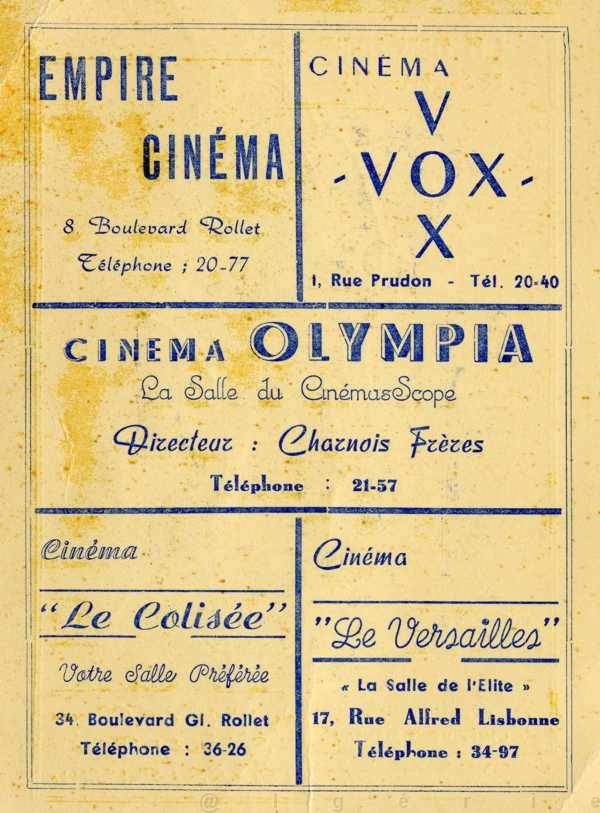 EMPIRE
CINÉMA
8. Boulevard Rollet
Téléphone ; 20-77
CINÉMA
V
- VOX -
X
1, Rue Prudon - Tél. 20-40
CINEMA OLYMPIA
La Salle du CinémasScope
Directeur : Charnois Frères
Téléphone : 21-57
Cinéma
"Le Colisée"
Votre Salle Préférée
34, Boulevard Gl. Rollet
Téléphone : 36-26
Cinéma
"Le Versailles"
« La Salle de l'Elite »
17, Rue Alfred Lisbonne
Téléphone : 34-97